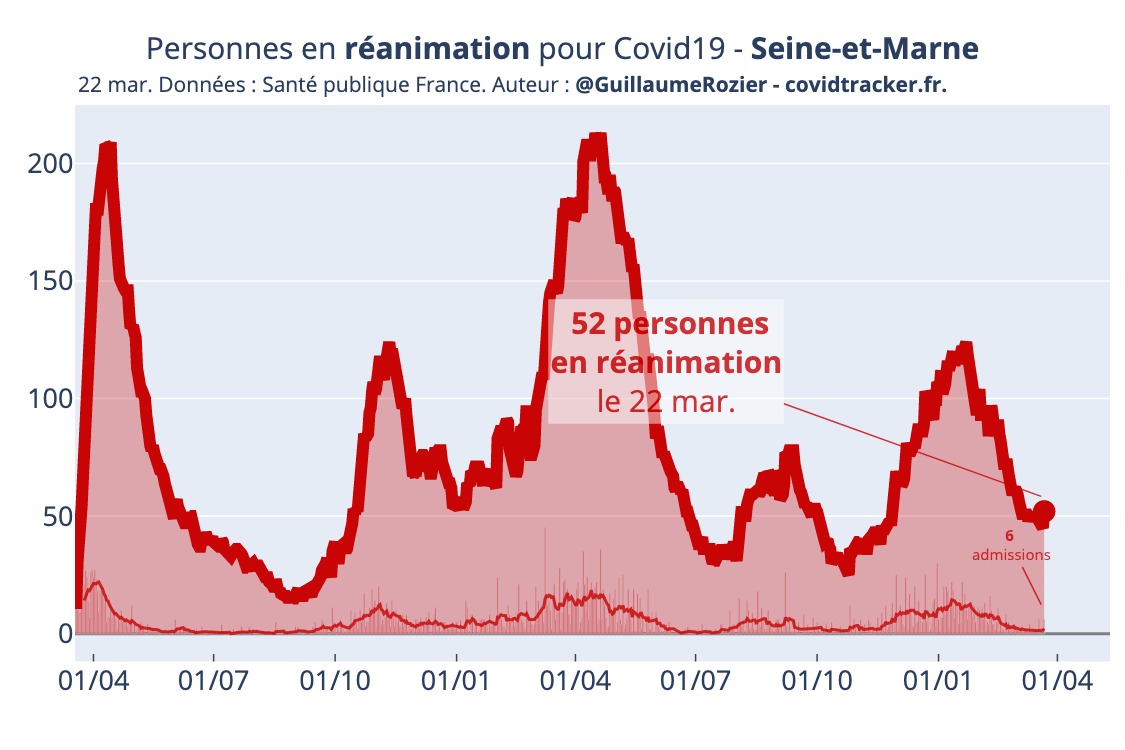 Personnes en réanimation pour Covid19 - Seine-et-Marne
22 mar. Données : Santé publique France. Auteur : @GuillaumeRozier - covidtracker.fr.
200
150
52 personnes
en réanimation
le 22 mar.
100
50
6
admissions
0
01/04 01/07 01/10 01/01 01/04 01/07 01/10 01/01 01/04